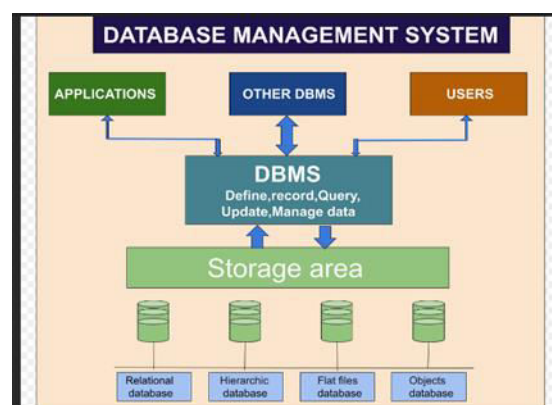 DATABASE MANAGEMENT SYSTEM
APPLICATIONS
OTHER DBMS
USERS
DBMS
Define,record,Query,
Update,Manage data
Storage area
Relational
database
Hierarchic
database
Flat files
database
Objects
database